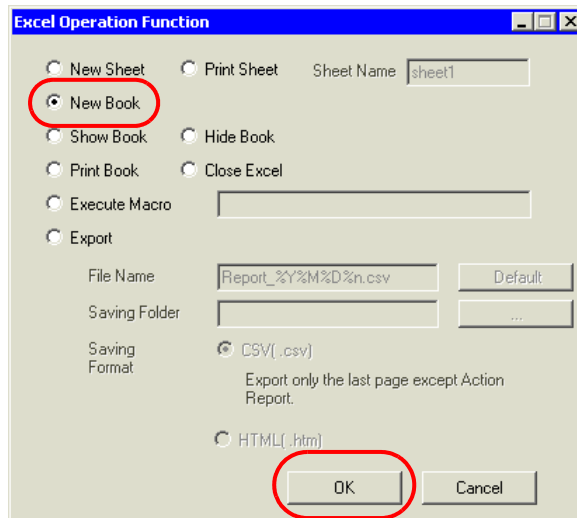 Excel Operation Function
New Sheet Print Sheet Sheet Name sheet1
New Book
Show Book Hide Book
Print Book Close Excel
Execute Macro
Export
File Name Report_%Y%M%D%n.csv Default
Saving Folder ...
Saving Format CSV( .csv)
Export only the last page except Action
Report.
HTML( .htm)
OK Cancel